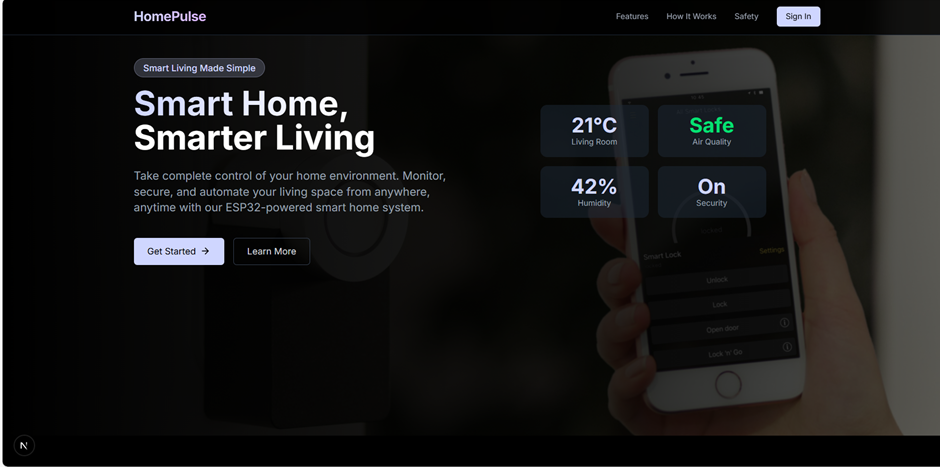 HomePulse
Features
How It Works
Safety
Sign In
Smart Living Made Simple
Smart Home,
Smarter Living
Take complete control of your home environment. Monitor,
secure, and automate your living space from anywhere,
anytime with our ESP32-powered smart home system.
Get Started →
Learn More
21°C
Living Room
Safe
Air Quality
42%
Humidity
On
Security
Smart Lock
Settings
Unlock
Lock
Open door
Lock 'n' Go
N